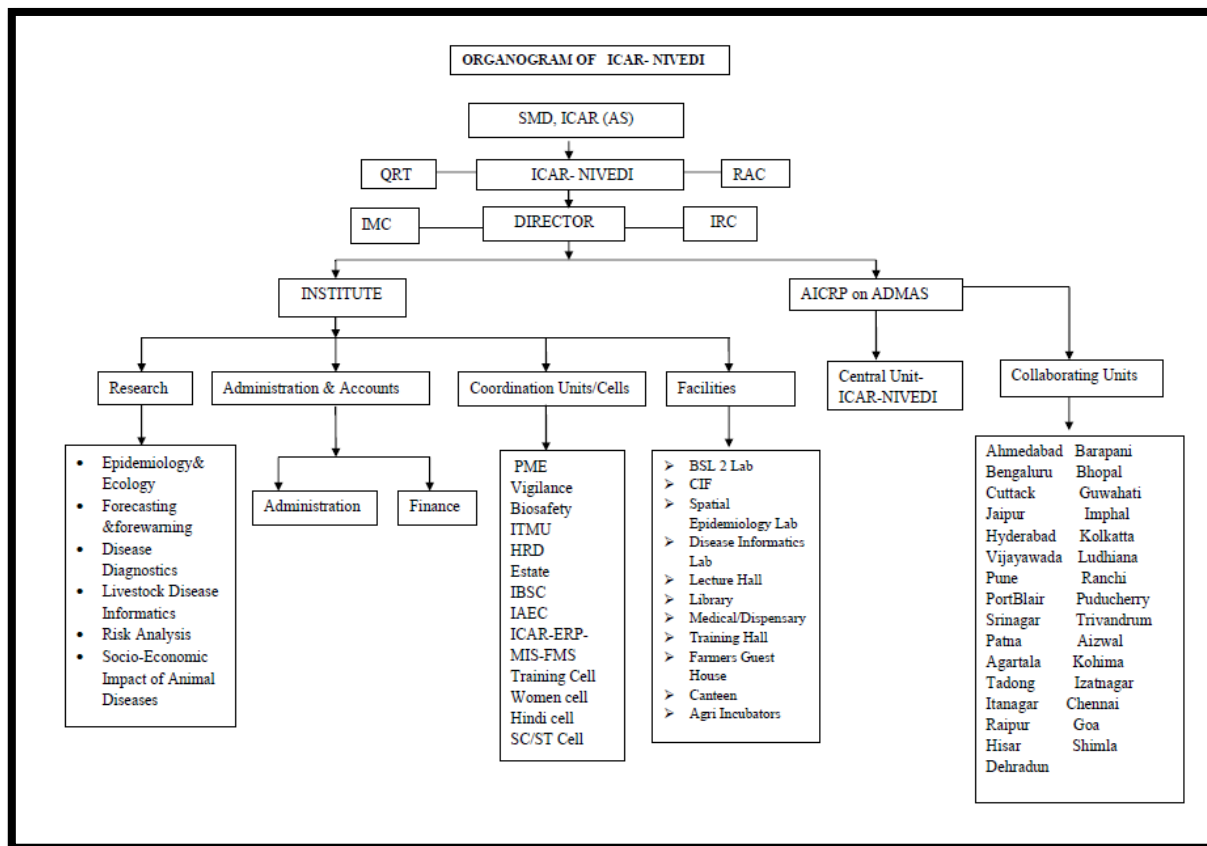 ORGANOGRAM OF ICAR- NIVEDI
SMD, ICAR (AS)
QRT
ICAR- NIVEDI
RAC
IMC
DIRECTOR
IRC
INSTITUTE
AICRP on ADMAS
Research
Administration & Accounts
Coordination Units/Cells
Facilities
Central Unit-
ICAR-NIVEDI
Collaborating Units
• Epidemiology&
Ecology
• Forecasting
&forewarning
• Disease
Diagnostics
• Livestock Disease
Informatics
• Risk Analysis
• Socio-Economic
Impact of Animal
Diseases
Administration
Finance
PME
Vigilance
Biosafety
ITMU
HRD
Estate
IBSC
IAEC
ICAR-ERP-
MIS-FMS
Training Cell
Women cell
Hindi cell
SC/ST Cell
➢ BSL 2 Lab
➢ CIF
➢ Spatial
Epidemiology Lab
➢ Disease Informatics
Lab
➢ Lecture Hall
➢ Library
➢ Medical/Dispensary
➢ Training Hall
➢ Farmers Guest
House
➢ Canteen
➢ Agri Incubators
Ahmedabad Barapani
Bengaluru Bhopal
Cuttack Guwahati
Jaipur Imphal
Hyderabad Kolkatta
Vijayawada Ludhiana
Pune Ranchi
PortBlair Puducherry
Srinagar Trivandrum
Patna Aizwal
Agartala Kohima
Tadong Izatnagar
Itanagar Chennai
Raipur Goa
Hisar Shimla
Dehradun